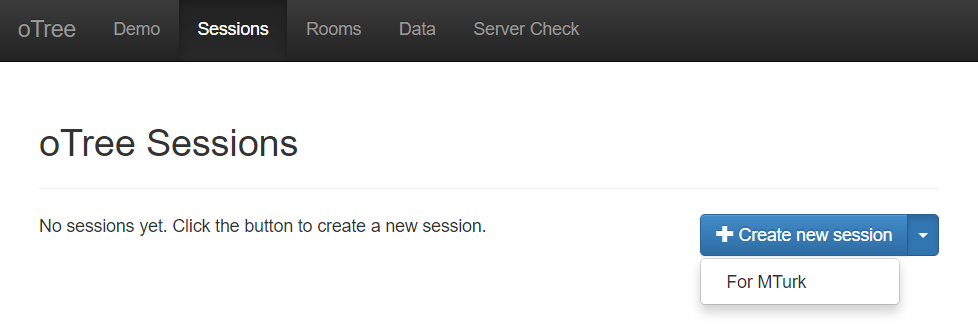 oTree Demo Sessions Rooms Data Server Check
oTree Sessions
No sessions yet. Click the button to create a new session.
Create new session
For MTurk